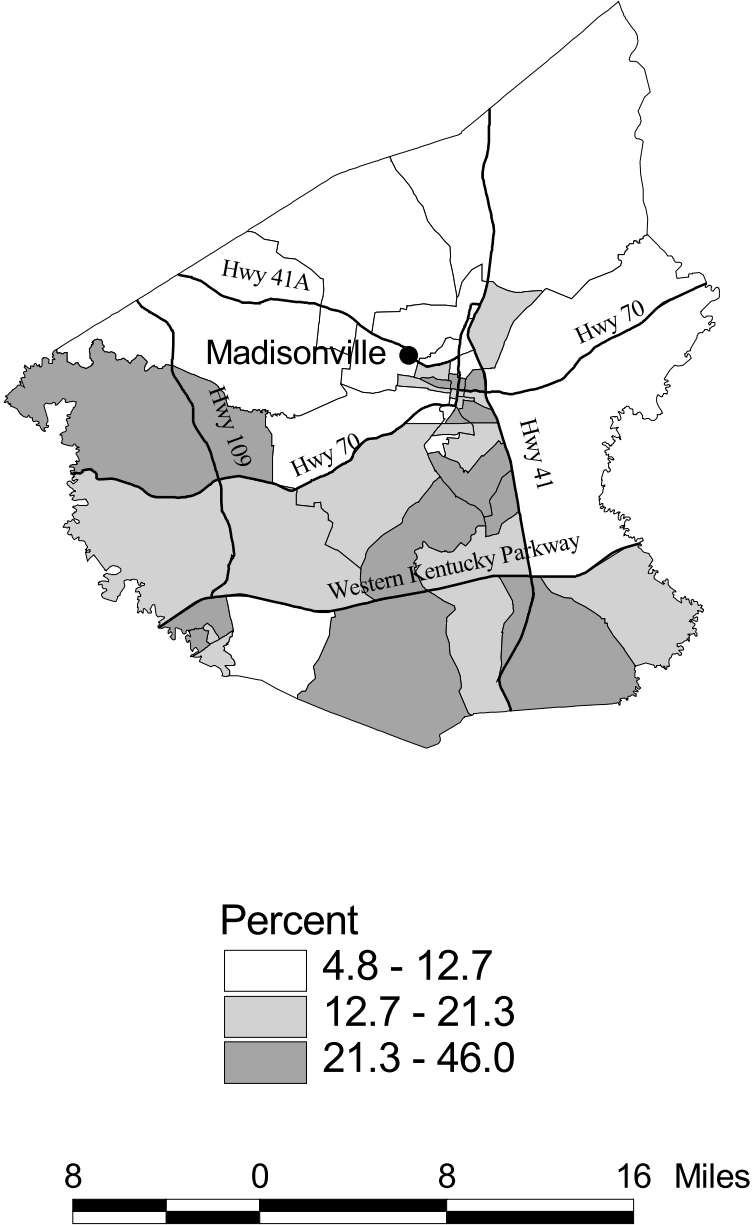 Hwy 41A
Hwy 70
Madisonville
Hwy 109
Hwy 70
Hwy 41
Western Kentucky Parkway
Percent
4.8 - 12.7
12.7 - 21.3
21.3 - 46.0
8 0 8 16 Miles